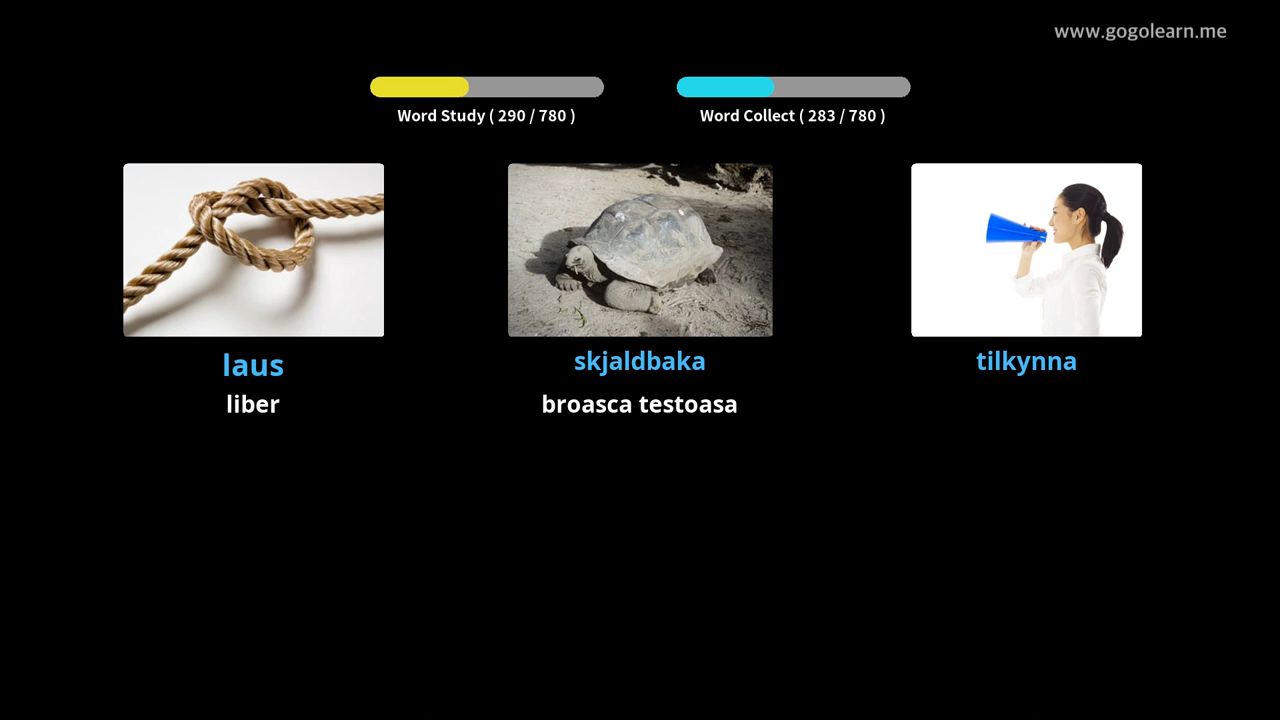 www.gogolearn.me
Word Study ( 290 / 780 )
Word Collect ( 283 / 780 )
laus
skjaldbaka
tilkynna
liber
broasca testoasa